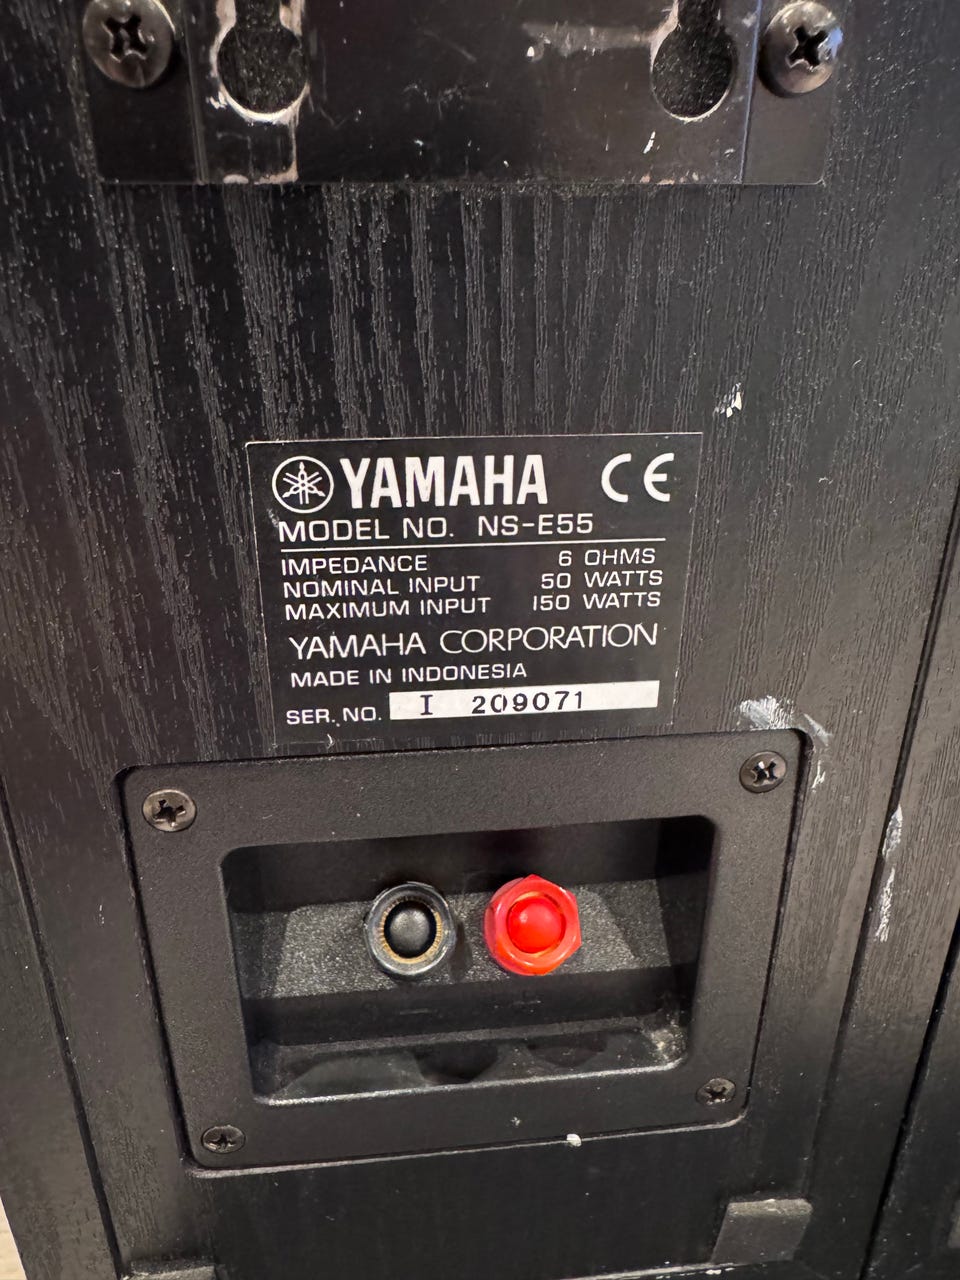 YAMAHA CE
MODEL NO. NS-E55
IMPEDANCE 6 OHMS
NOMINAL INPUT 50 WATTS
MAXIMUM INPUT 150 WATTS
YAMAHA CORPORATION
MADE IN INDONESIA
SER. NO. I 209071
- +